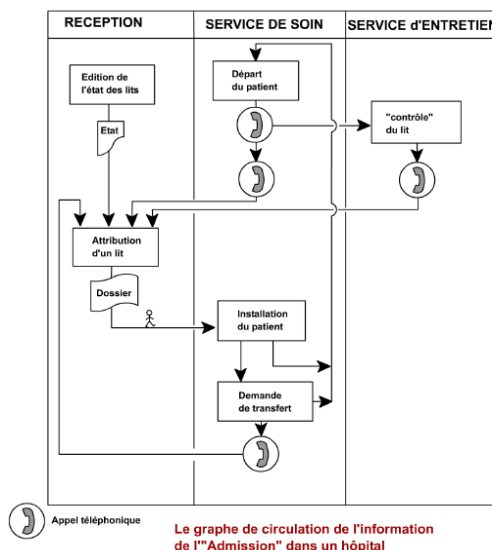 RECEPTION
SERVICE DE SOIN
SERVICE d'ENTRETIEN
Edition de
l'état des lits
Départ
du patient
"contrôle"
du lit
Etat
Attribution
d'un lit
Dossier
Installation
du patient
Demande
de transfert
Appel téléphonique
Le graphe de circulation de l'information
de l'"Admission" dans un hôpital